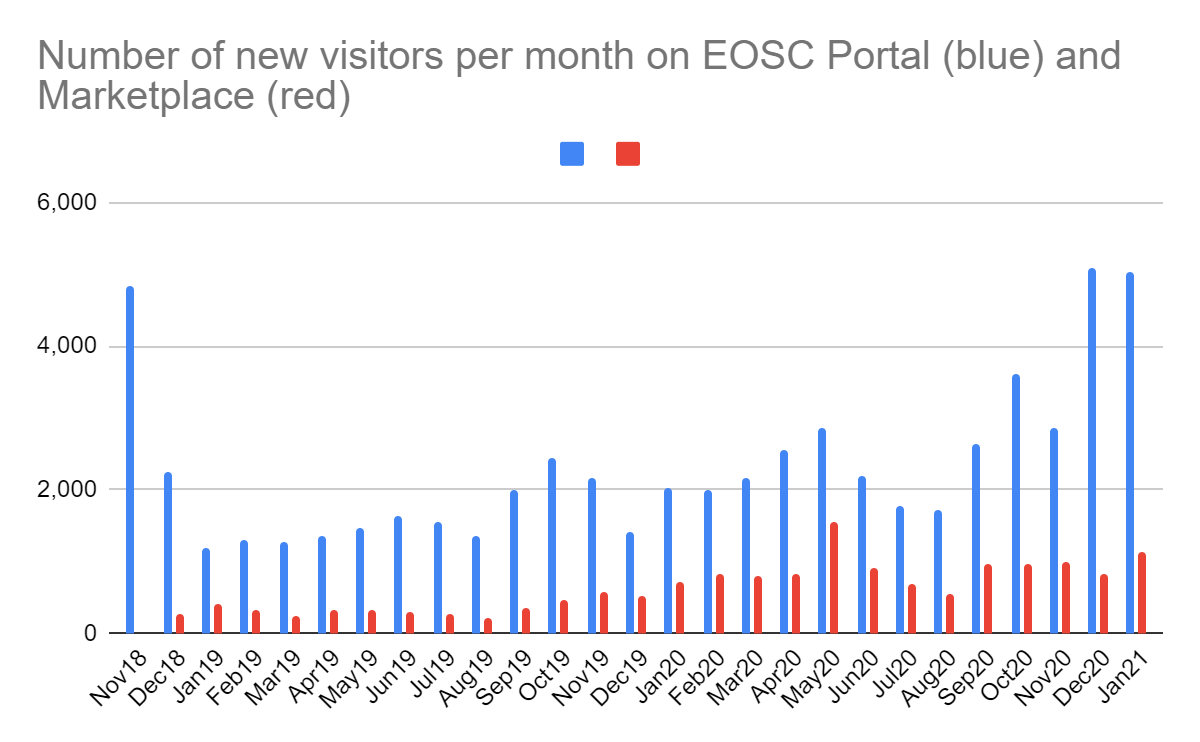 Number of new visitors per month on EOSC Portal (blue) and
Marketplace (red)
6,000
4,000
2,000
0
Nov18
Dec18
Jan19
Feb19
Mar19
Apr19
May19
Jun19
Jul19
Aug19
Sep19
Oct19
Nov19
Dec19
Jan20
Feb20
Mar20
Apr20
May20
Jun20
Jul20
Aug20
Sep20
Oct20
Nov20
Dec20
Jan21